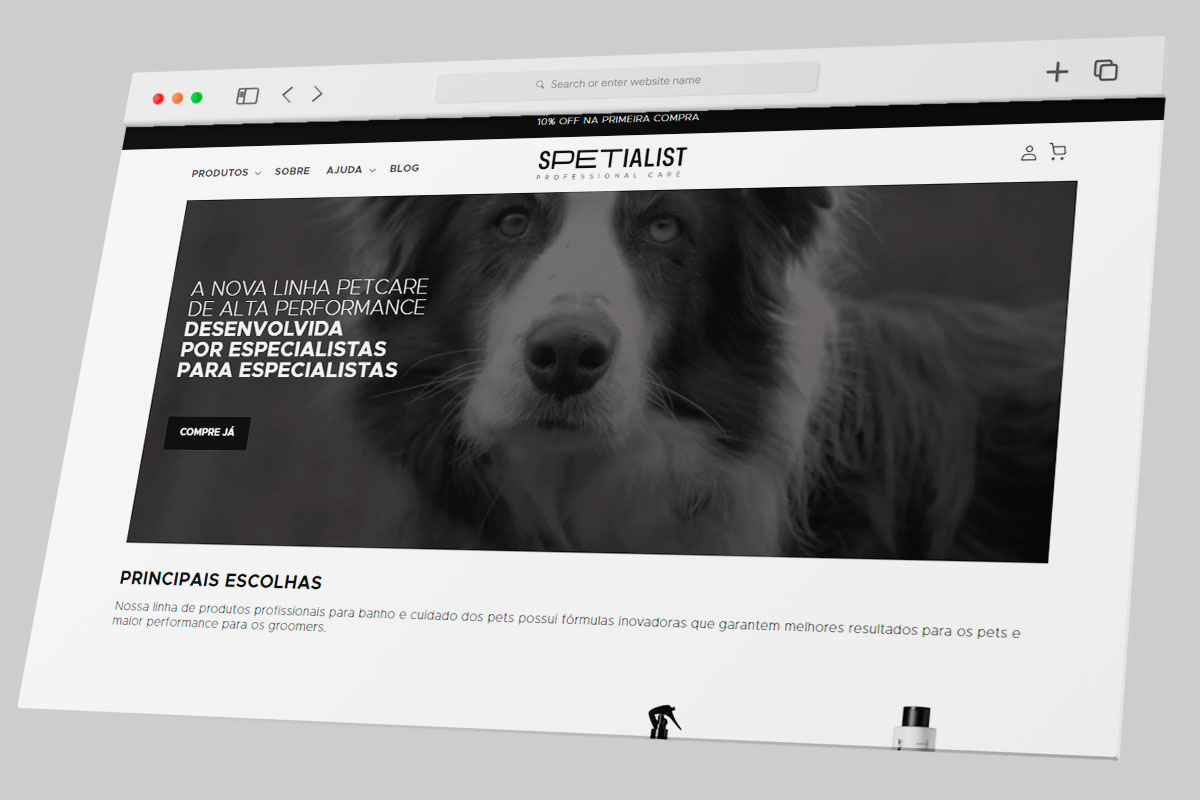 Search or enter website name
10% OFF NA PRIMEIRA COMPRA
PRODUTOS SOBRE AJUDA BLOG
SPETIALIST
PROFESSIONAL CARE
A NOVA LINHA PETCARE
DE ALTA PERFORMANCE
DESENVOLVIDA
POR ESPECIALISTAS
PARA ESPECIALISTAS
COMPRE JÁ
PRINCIPAIS ESCOLHAS
Nossa linha de produtos profissionais para banho e cuidado dos pets possui fórmulas inovadoras que garantem melhores resultados para os pets e
maior performance para os groomers.